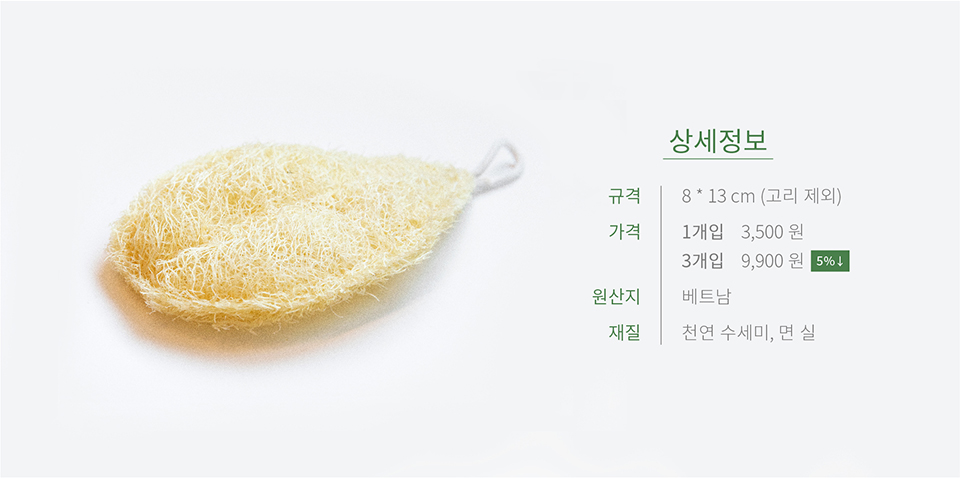 상세정보
규격 8 * 13 cm (고리 제외)
가격 1개입 3,500 원
3개입 9,900 원 5%↓
원산지 베트남
재질 천연 수세미, 면 실